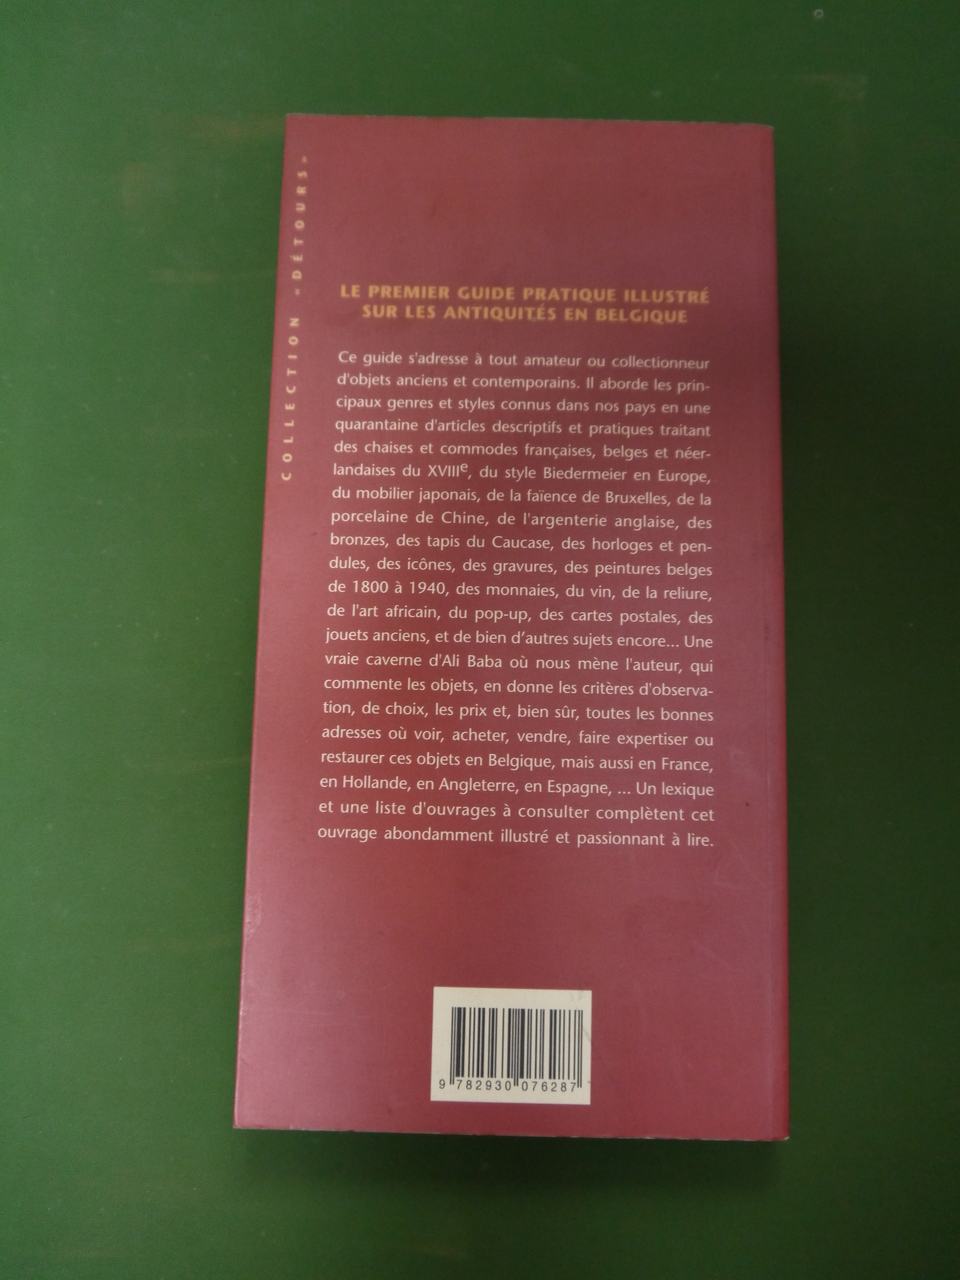 COLLECTION «DÉTOURS»
LE PREMIER GUIDE PRATIQUE ILLUSTRÉ
SUR LES ANTIQUITÉS EN BELGIQUE
Ce guide s'adresse à tout amateur ou collectionneur
d'objets anciens et contemporains. Il aborde les prin-
cipaux genres et styles connus dans nos pays en une
quarantaine d'articles descriptifs et pratiques traitant
des chaises et commodes françaises, belges et néer-
landaises du XVIIIe, du style Biedermeier en Europe,
du mobilier japonais, de la faïence de Bruxelles, de la
porcelaine de Chine, de l'argenterie anglaise, des
bronzes, des tapis du Caucase, des horloges et pen-
dules, des icônes, des gravures, des peintures belges
de 1800 à 1940, des monnaies, du vin, de la reliure,
de l'art africain, du pop-up, des cartes postales, des
jouets anciens, et de bien d'autres sujets encore... Une
vraie caverne d'Ali Baba où nous mène l'auteur, qui
commente les objets, en donne les critères d'observa-
tion, de choix, les prix et, bien sûr, toutes les bonnes
adresses où voir, acheter, vendre, faire expertiser ou
restaurer ces objets en Belgique, mais aussi en France,
en Hollande, en Angleterre, en Espagne, ... Un lexique
et une liste d'ouvrages à consulter complètent cet
ouvrage abondamment illustré et passionnant à lire.
9 782930 076287